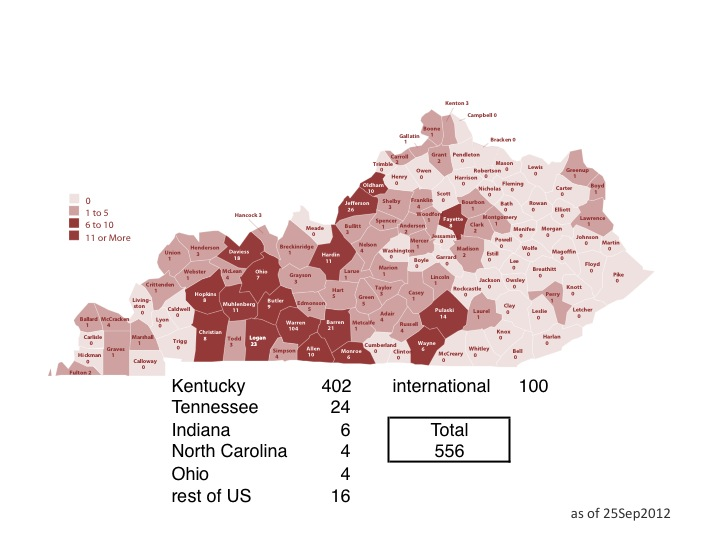 Kenton 3
Campbell 0
Boone
1
Gallatin
1
Bracken 0
Carroll
2
Grant
2
Pendleton
0
Trimble
0
Owen
0
Mason
0
Robertson
0
Lewis
0
Greenup
1
Henry
0
Harrison
0
Fleming
0
Nicholas
0
Carter
0
Boyd
1
Oldham
10
Scott
0
Jefferson
26
Shelby
3
Franklin
4
Bourbon
1
Bath
0
Rowan
0
Elliott
0
Lawrence
1
Woodford
Fayette
8
Montgomery
1
Clark
2
Spencer
1
Anderson
Bullitt
3
Hancock 3
Meade
0
Menifee
0
Morgan
0
Johnson
0
Martin
0
Mercer
Jessamin
Powell
0
Wolfe
0
Magoffin
0
Union
1
Henderson
3
Daviess
18
Breckinridge
1
Hardin
11
Nelson
4
Washington
0
Boyle
0
Garrard
0
Madison
2
Estill
0
Lee
0
Breathitt
0
Floyd
0
Pike
0
Webster
1
McLean
4
Ohio
7
Grayson
3
Larue
1
Marion
1
Lincoln
1
Rockcastle
0
Jackson
0
Owsley
0
Knott
0
Perry
1
Crittenden
1
Hopkins
8
Muhlenberg
11
Butler
9
Edmonson
5
Hart
5
Green
5
Taylor
3
Casey
1
Pulaski
14
Laurel
1
Clay
0
Leslie
0
Letcher
0
Living-
ston
0
Caldwell
0
Lyon
0
Ballard
1
McCracken
4
Carlisle
0
Graves
1
Marshall
1
Hickman
0
Calloway
0
Fulton 2
Trigg
0
Christian
8
Todd
3
Logan
23
Warren
104
Simpson
4
Allen
10
Barren
21
Metcalfe
1
Monroe
6
Adair
4
Russell
4
Cumberland
0
Clinton
0
Wayne
6
McCreary
0
Whitley
0
Knox
0
Bell
0
Harlan
0
0
1 to 5
6 to 10
11 or More
Kentucky 402 international 100
Tennessee 24
Indiana 6 Total
North Carolina 4 556
Ohio 4
rest of US 16
as of 25Sep2012